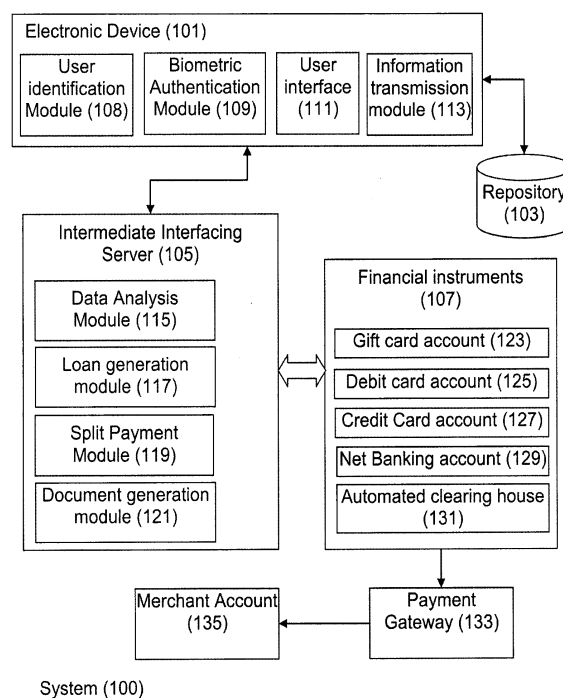 Electronic Device (101)
User
identification
Module (108)
Biometric
Authentication
Module (109)
User
interface
(111)
Information
transmission
module (113)
Repository
(103)
Intermediate Interfacing
Server (105)
Data Analysis
Module (115)
Loan generation
module (117)
Split Payment
Module (119)
Document generation
module (121)
Financial instruments
(107)
Gift card account (123)
Debit card account (125)
Credit Card account (127)
Net Banking account (129)
Automated clearing house
(131)
Merchant Account
(135)
Payment
Gateway (133)
System (100)